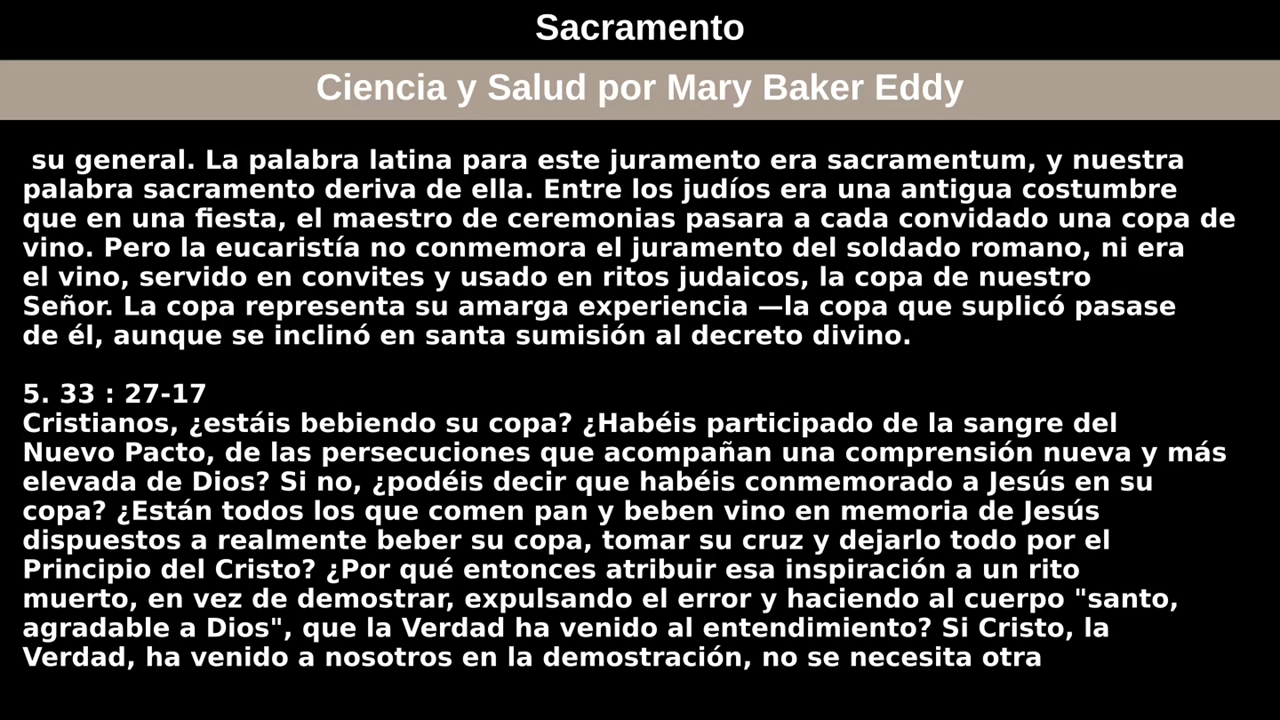 Sacramento
Ciencia y Salud por Mary Baker Eddy
su general. La palabra latina para este juramento era sacramentum, y nuestra
palabra sacramento deriva de ella. Entre los judíos era una antigua costumbre
que en una fiesta, el maestro de ceremonias pasara a cada convidado una copa de
vino. Pero la eucaristía no conmemora el juramento del soldado romano, ni era
el vino, servido en convites y usado en ritos judaicos, la copa de nuestro
Señor. La copa representa su amarga experiencia —la copa que suplicó pasase
de él, aunque se inclinó en santa sumisión al decreto divino.
5. 33 : 27-17
Cristianos, ¿estáis bebiendo su copa? ¿Habéis participado de la sangre del
Nuevo Pacto, de las persecuciones que acompañan una comprensión nueva y más
elevada de Dios? Si no, ¿podéis decir que habéis conmemorado a Jesús en su
copa? ¿Están todos los que comen pan y beben vino en memoria de Jesús
dispuestos a realmente beber su copa, tomar su cruz y dejarlo todo por el
Principio del Cristo? ¿Por qué entonces atribuir esa inspiración a un rito
muerto, en vez de demostrar, expulsando el error y haciendo al cuerpo "santo,
agradable a Dios", que la Verdad ha venido al entendimiento? Si Cristo, la
Verdad, ha venido a nosotros en la demostración, no se necesita otra